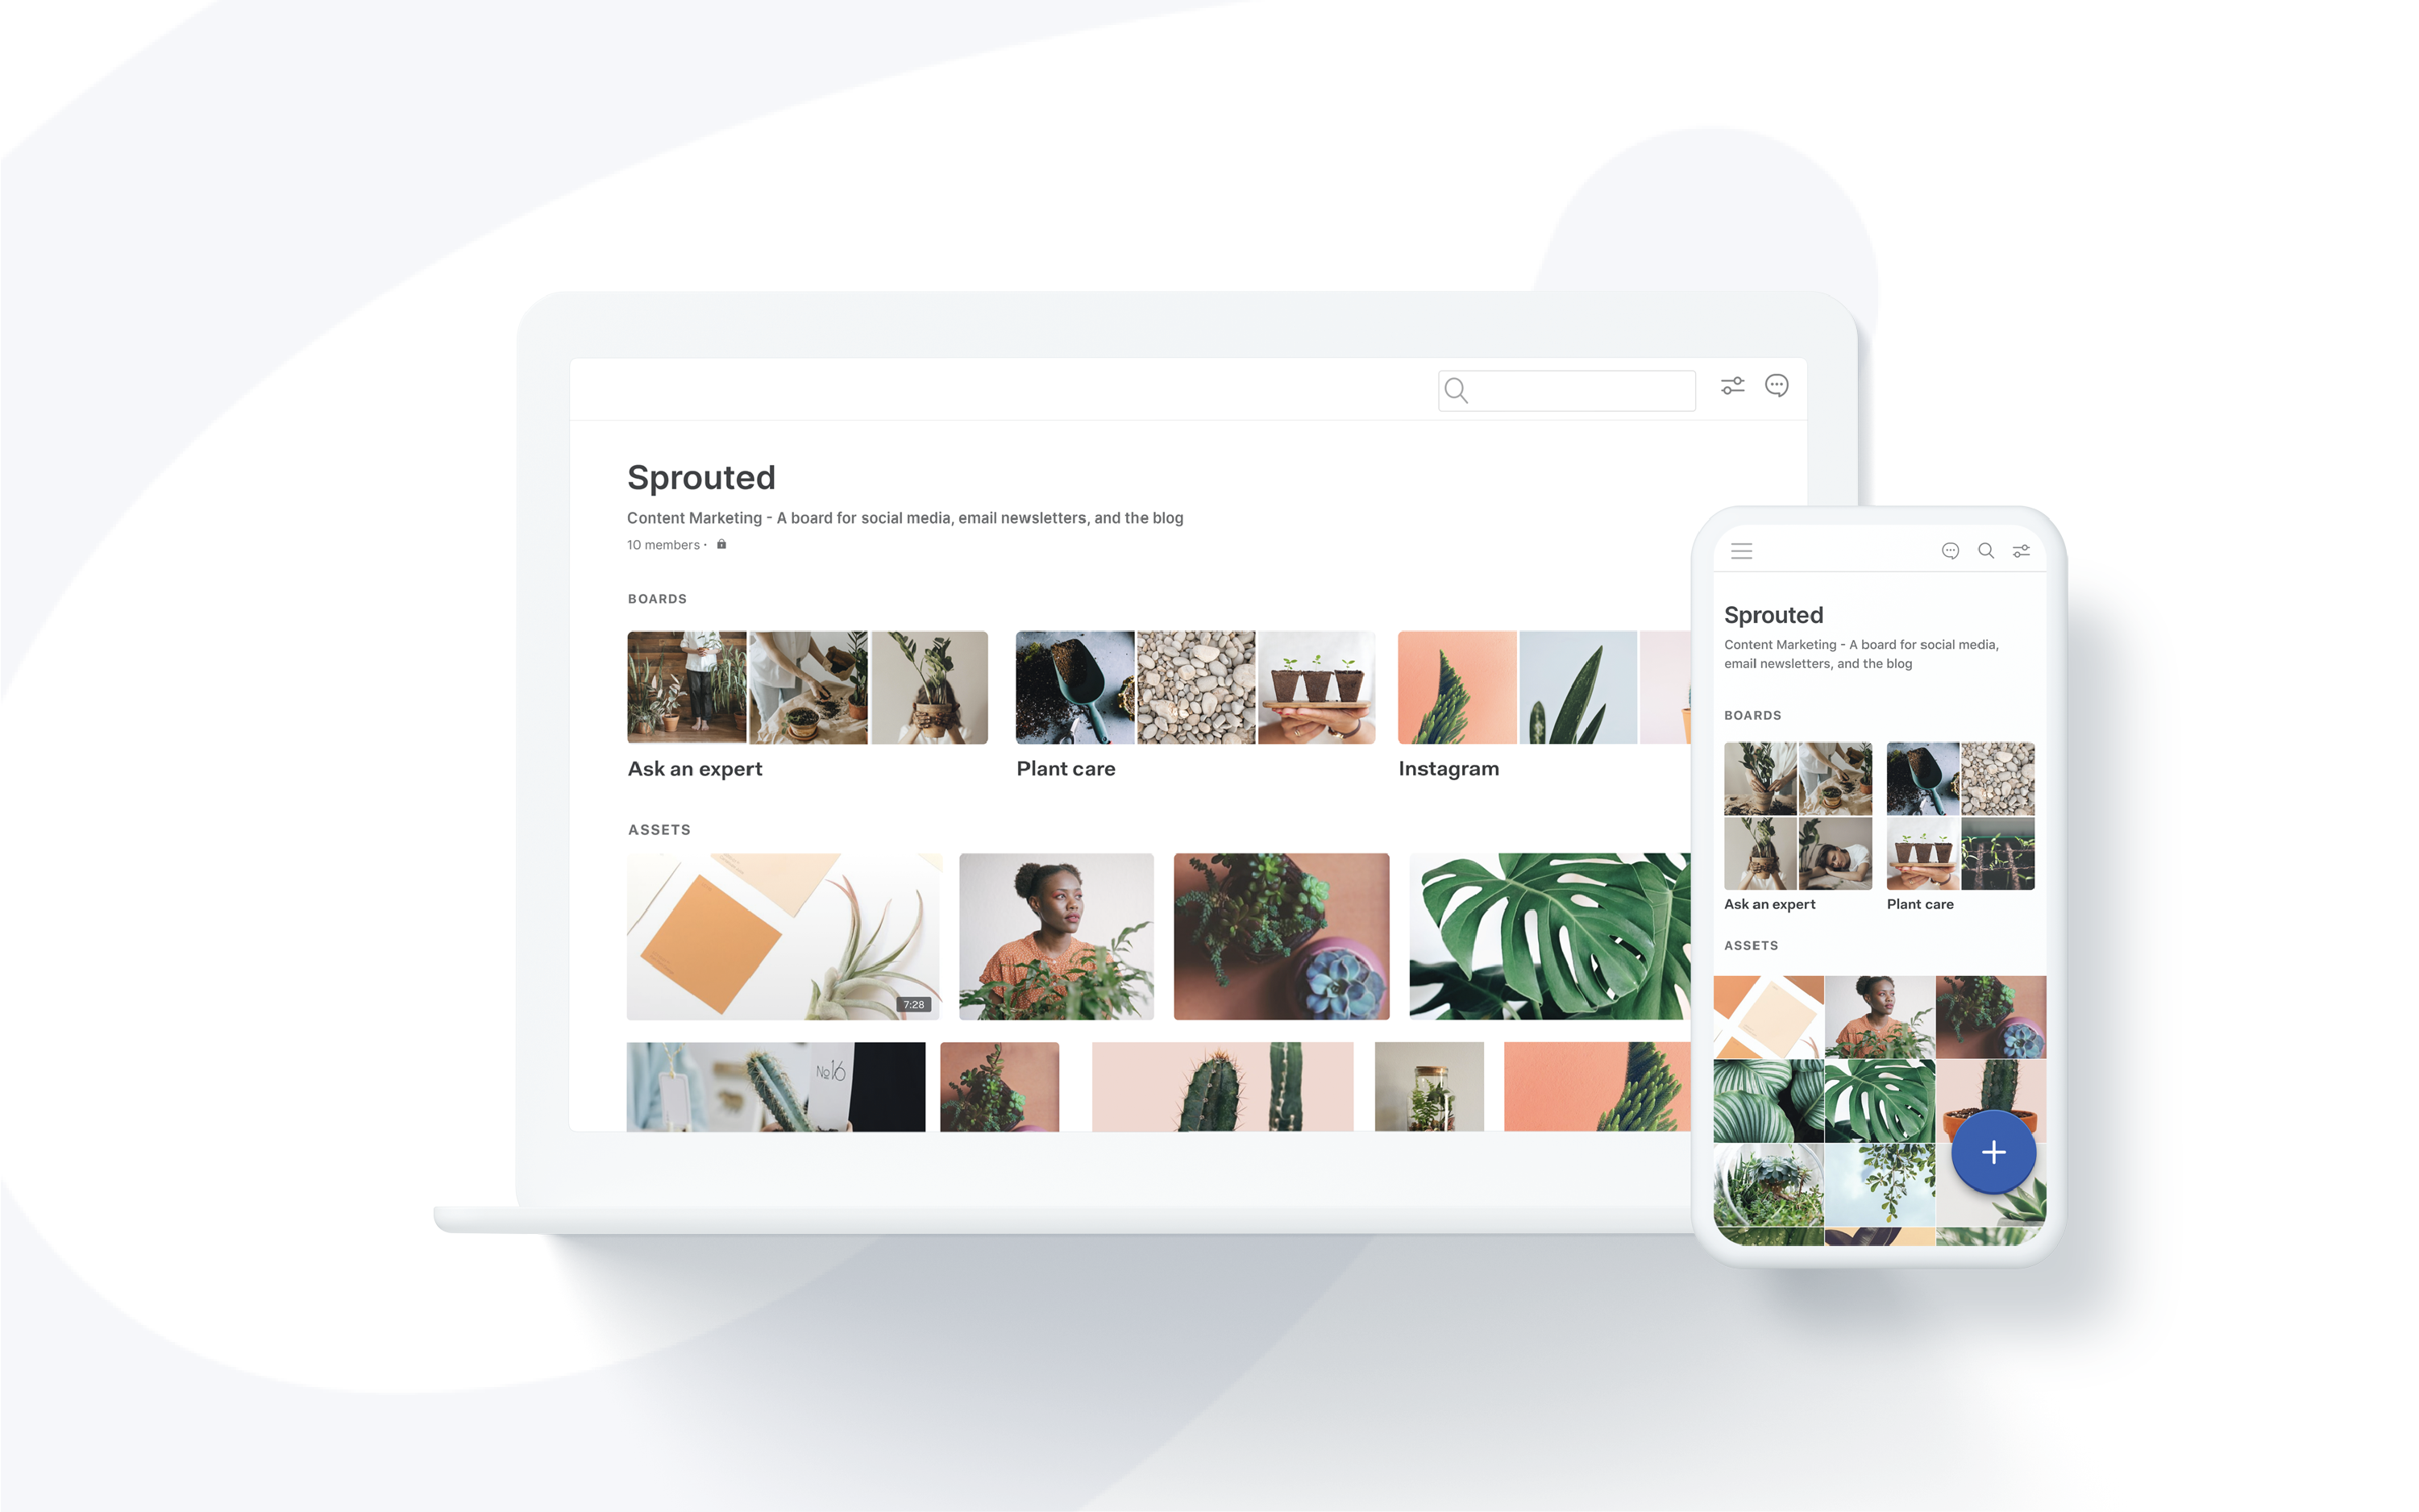 Sprouted
Content Marketing - A board for social media, email newsletters, and the blog
10 members ·
BOARDS
Ask an expert
Plant care
Instagram
ASSETS
7:28
№16
Sprouted
Content Marketing - A board for social media,
email newsletters, and the blog
BOARDS
Ask an expert
Plant care
ASSETS